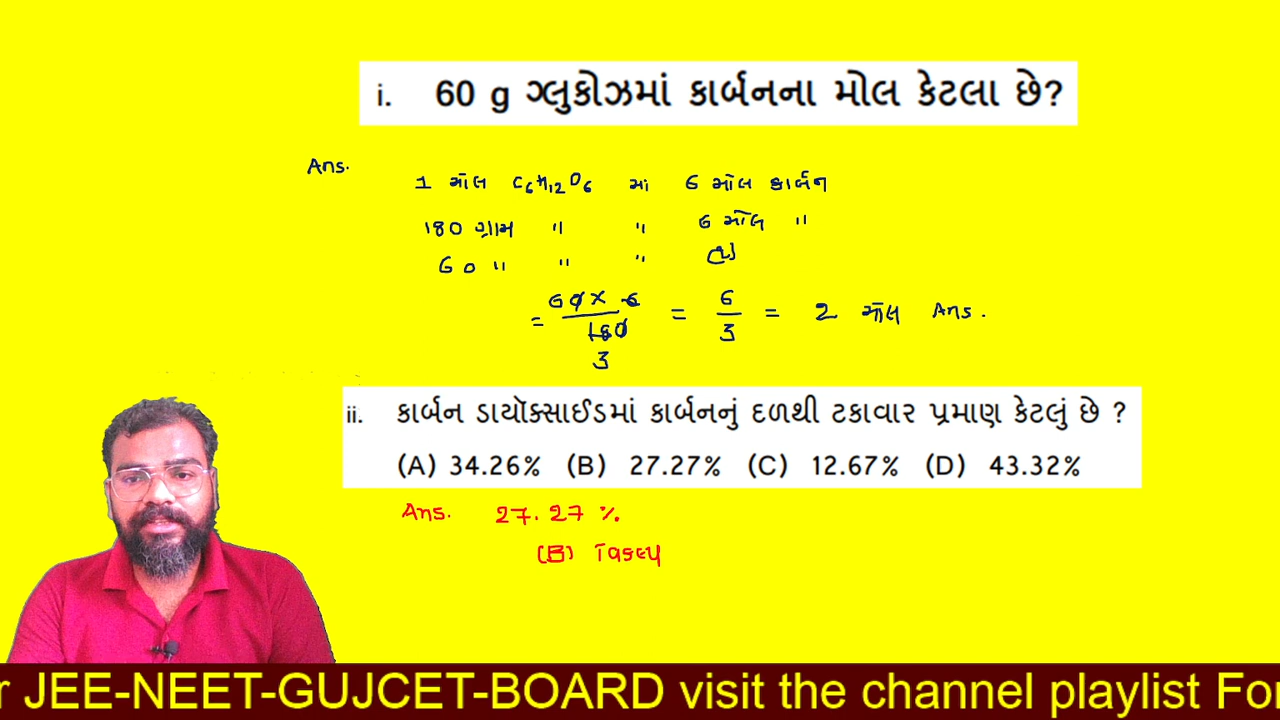 i. 60 g ગ્લુકોઝમાં કાર્બનના મોલ કેટલા છે?
Ans.
1 મૉલ C6H12O6 માં 6 મૉલ કાર્બન
180 ગ્રામ " " 6 મૉલ "
60 " " " (?)
= 60 x 6 / 180 3 = 6 / 3 = 2 મૉલ Ans.
ii. કાર્બન ડાયૉક્સાઈડમાં કાર્બનનું દળથી ટકાવાર પ્રમાણ કેટલું છે ?
(A) 34.26% (B) 27.27% (C) 12.67% (D) 43.32%
Ans. 27.27 %
(B) વિકલ્પ
r JEE-NEET-GUJCET-BOARD visit the channel playlist For